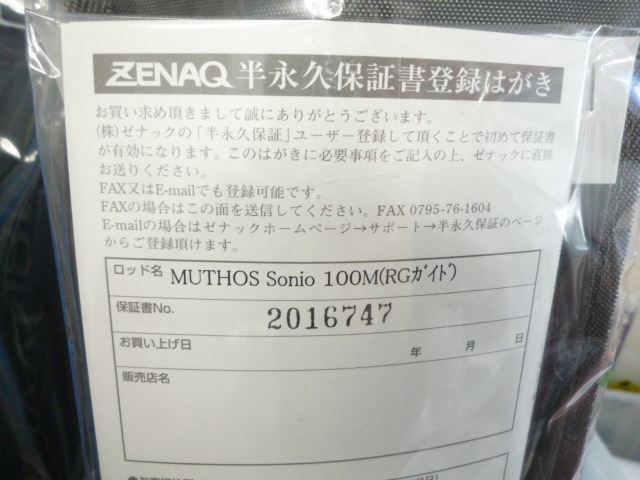 ZENAQ 半永久保証書登録はがき
お買い求め頂きまして誠にありがとうございます。
(株)ゼナックの「半永久保証」ユーザー登録して頂くことで初めて保証書
が有効になります。このはがきに必要事項をご記入の上、ゼナックに直接
お送りください。
FAX又はE-mailでも登録可能です。
FAXの場合はこの面を送信してください。FAX 0795-76-1604
E-mailの場合はゼナックホームページ→サポート→半永久保証のページ
からご登録頂けます。
ロッド名 MUTHOS Sonio 100M(RGｶﾞｲﾄﾞ)
保証書No. 2016747
お買い上げ日 年 月 日
販売店名